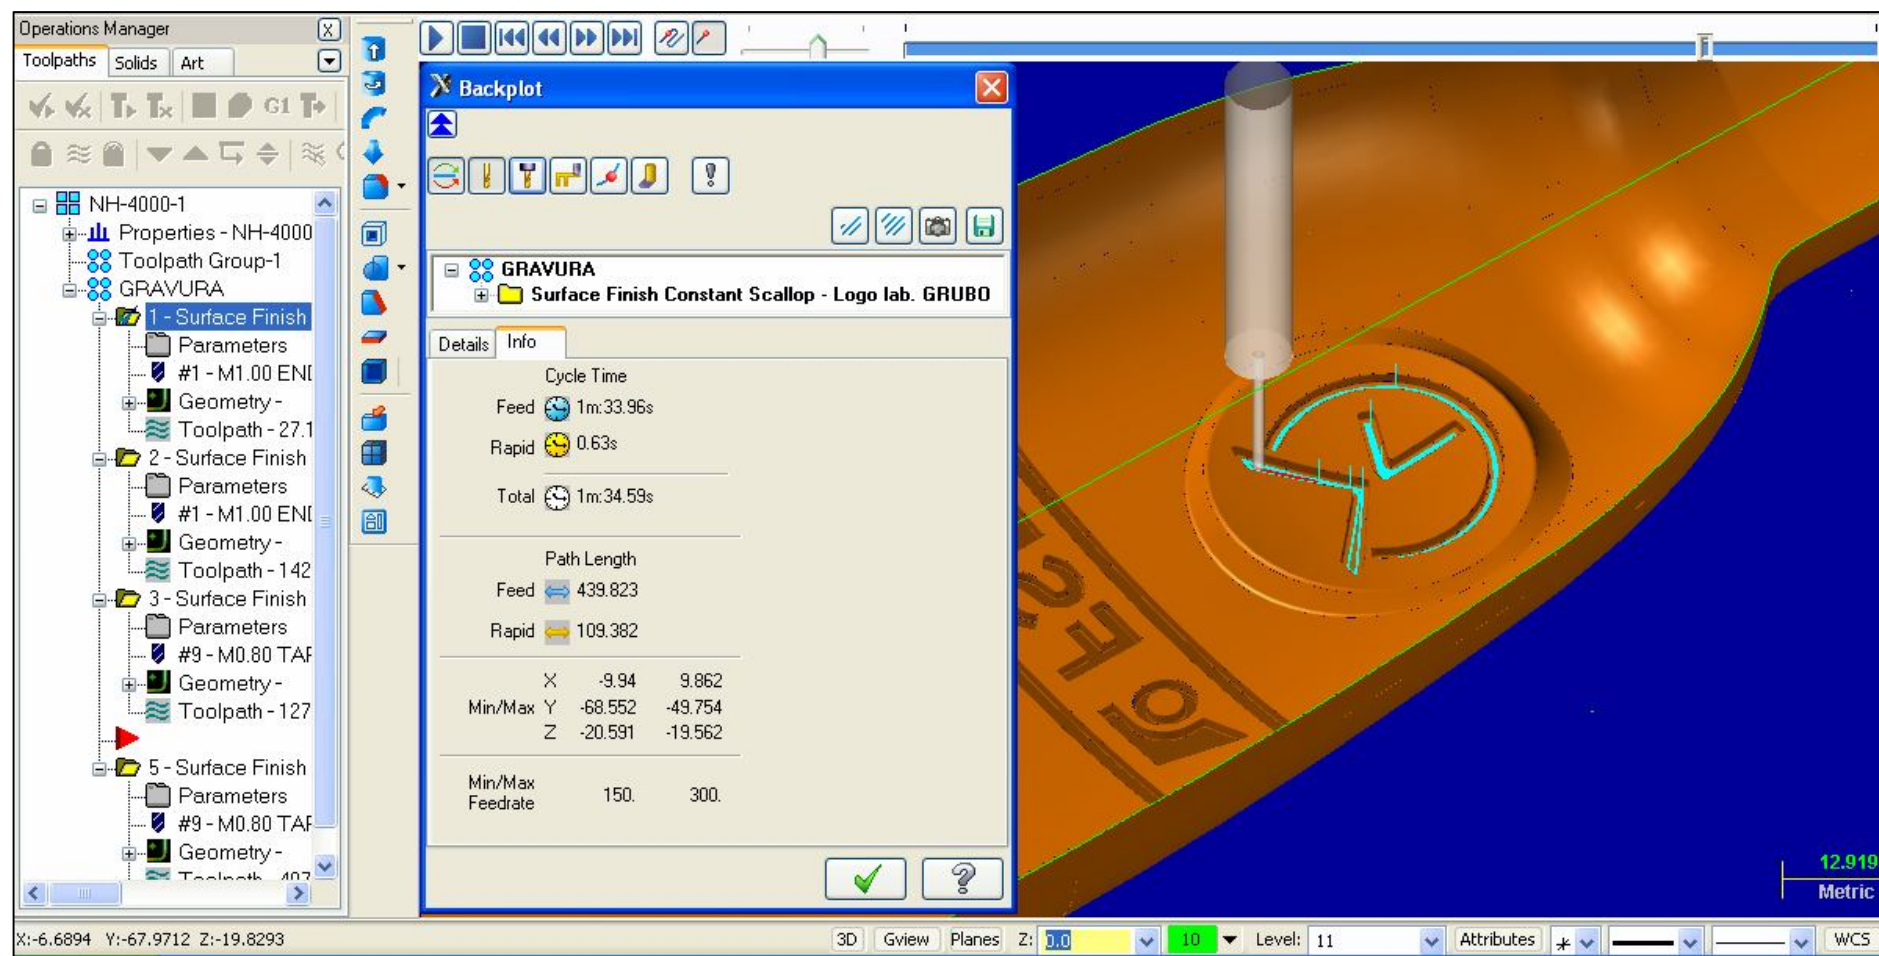 Operations Manager
Toolpaths Solids Art
G1
NH-4000-1
Properties - NH-4000
Toolpath Group-1
GRAVURA
1 - Surface Finish
Parameters
#1 - M1.00 END
Geometry -
Toolpath - 27.1
2 - Surface Finish
Parameters
#1 - M1.00 END
Geometry -
Toolpath - 142
3 - Surface Finish
Parameters
#9 - M0.80 TAP
Geometry -
Toolpath - 127
5 - Surface Finish
Parameters
#9 - M0.80 TAP
Geometry -
Backplot
GRAVURA
Surface Finish Constant Scallop - Logo lab. GRUBO
Details Info
Cycle Time
Feed 1m:33.96s
Rapid 0.63s
Total 1m:34.59s
Path Length
Feed 439.823
Rapid 109.382
X -9.94 9.862
Min/Max Y -68.552 -49.754
Z -20.591 -19.562
Min/Max
Feedrate 150. 300.
12.919
Metric
X:-6.6894 Y:-67.9712 Z:-19.8293
3D Gview Planes Z: 0.0 10 Level: 11 Attributes WCS